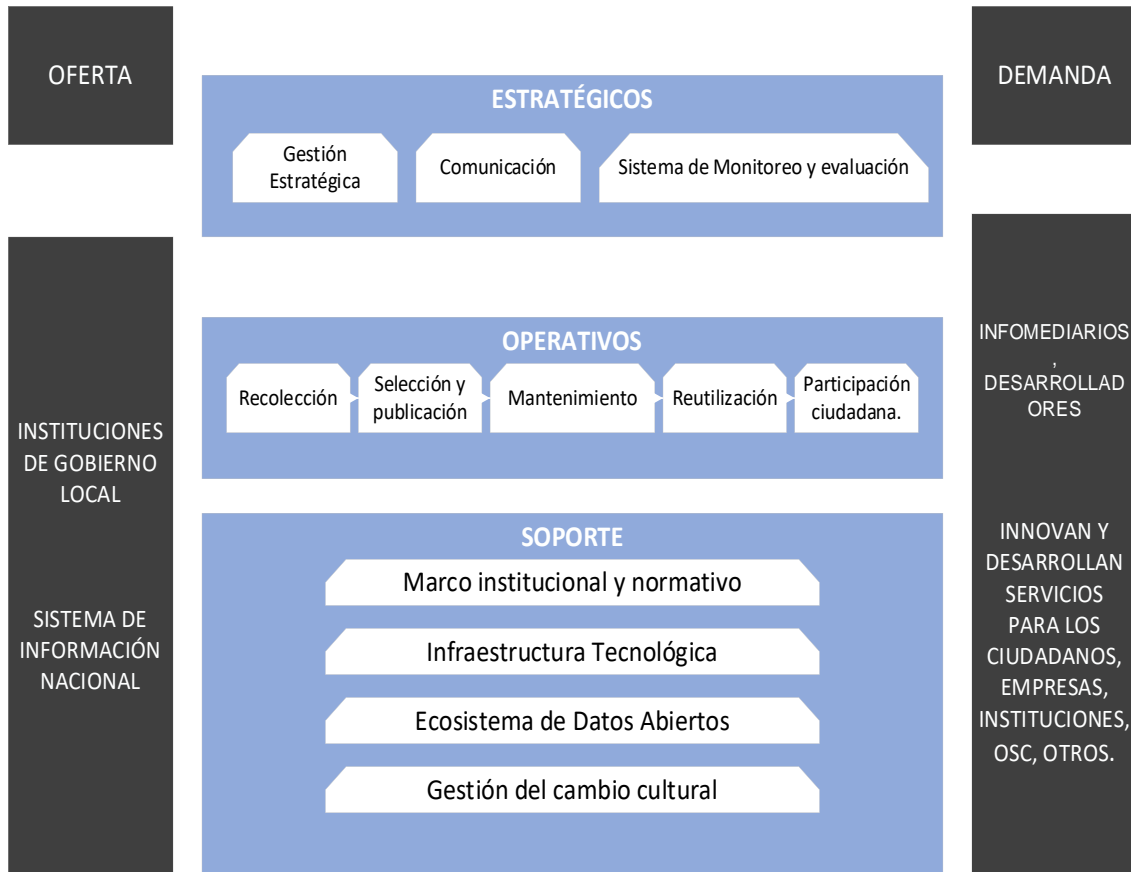 OFERTA
INSTITUCIONES
DE GOBIERNO
LOCAL
SISTEMA DE
INFORMACIÓN
NACIONAL
ESTRATÉGICOS
Gestión
Estratégica
Comunicación
Sistema de Monitoreo y evaluación
OPERATIVOS
Recolección
Selección y
publicación
Mantenimiento
Reutilización
Participación
ciudadana.
SOPORTE
Marco institucional y normativo
Infraestructura Tecnológica
Ecosistema de Datos Abiertos
Gestión del cambio cultural
DEMANDA
INFOMEDIARIOS
,
DESARROLLAD
ORES
INNOVAN Y
DESARROLLAN
SERVICIOS
PARA LOS
CIUDADANOS,
EMPRESAS,
INSTITUCIONES,
OSC, OTROS.